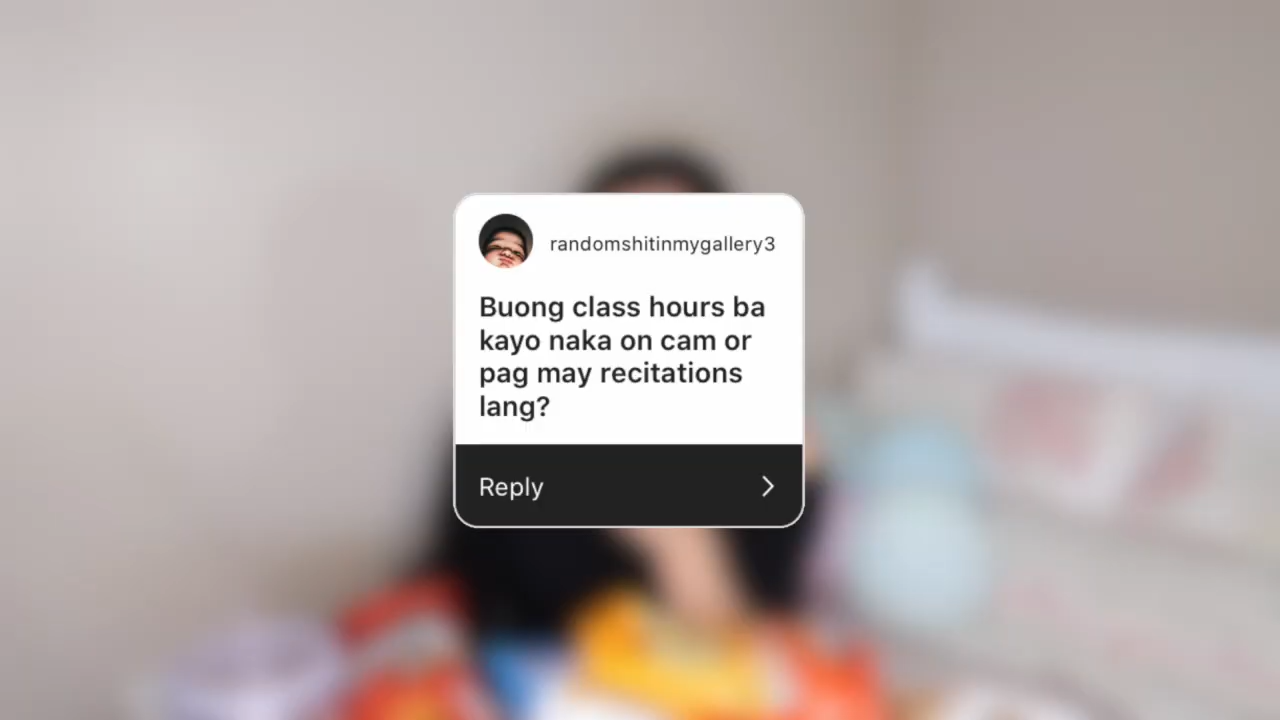 randomshitinmygallery3
Buong class hours ba
kayo naka on cam or
pag may recitations
lang?
Reply